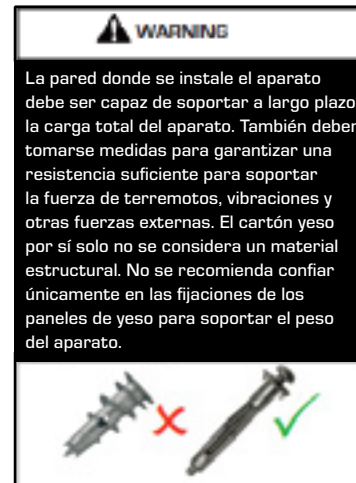 WARNING
La pared donde se instale el aparato
debe ser capaz de soportar a largo plazo
la carga total del aparato. También deben
tomarse medidas para garantizar una
resistencia suficiente para soportar
la fuerza de terremotos, vibraciones y
otras fuerzas externas. El cartón yeso
por sí solo no se considera un material
estructural. No se recomienda confiar
únicamente en las fijaciones de los
paneles de yeso para soportar el peso
del aparato.